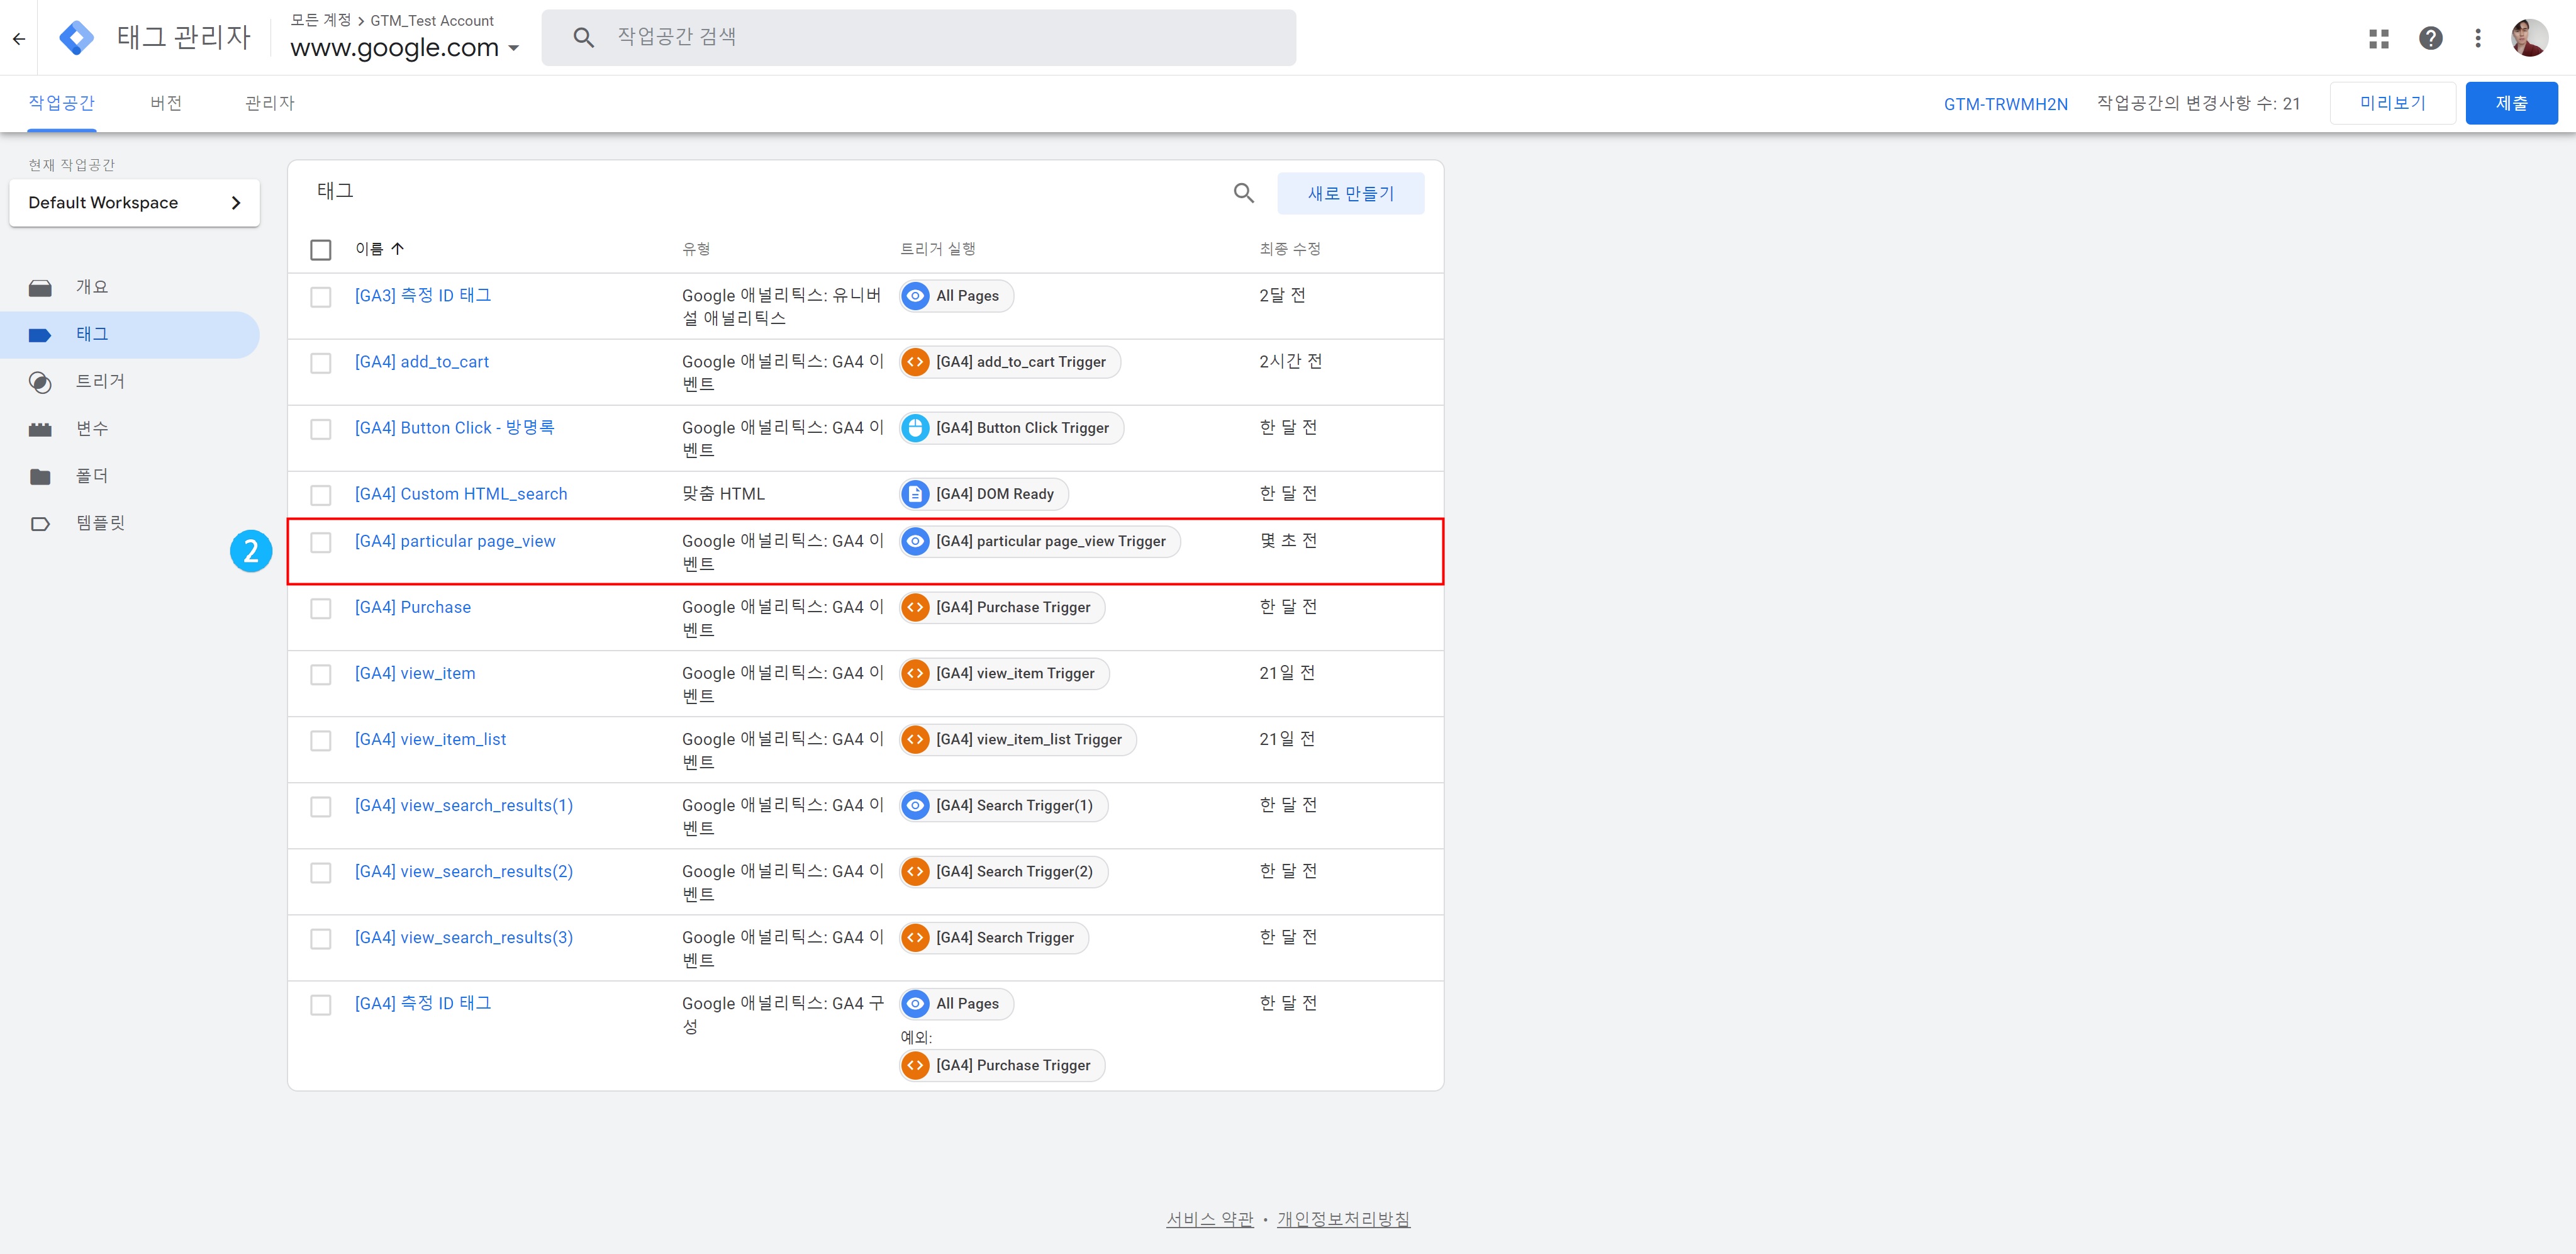 모든 계정 > GTM_Test Account
태그 관리자
www.google.com
작업공간 검색
작업공간
버전
관리자
GTM-TRWMH2N
작업공간의 변경사항 수: 21
미리보기
제출
현재 작업공간
Default Workspace
개요
태그
트리거
변수
폴더
템플릿
2
태그
새로 만들기
이름 유형 트리거 실행 최종 수정
[GA3] 측정 ID 태그 Google 애널리틱스: 유니버 All Pages 2달 전
설 애널리틱스
[GA4] add_to_cart Google 애널리틱스: GA4 이 [GA4] add_to_cart Trigger 2시간 전
벤트
[GA4] Button Click - 방명록 Google 애널리틱스: GA4 이 [GA4] Button Click Trigger 한 달 전
벤트
[GA4] Custom HTML_search 맞춤 HTML [GA4] DOM Ready 한 달 전
[GA4] particular page_view Google 애널리틱스: GA4 이 [GA4] particular page_view Trigger 몇 초 전
벤트
[GA4] Purchase Google 애널리틱스: GA4 이 [GA4] Purchase Trigger 한 달 전
벤트
[GA4] view_item Google 애널리틱스: GA4 이 [GA4] view_item Trigger 21일 전
벤트
[GA4] view_item_list Google 애널리틱스: GA4 이 [GA4] view_item_list Trigger 21일 전
벤트
[GA4] view_search_results(1) Google 애널리틱스: GA4 이 [GA4] Search Trigger(1) 한 달 전
벤트
[GA4] view_search_results(2) Google 애널리틱스: GA4 이 [GA4] Search Trigger(2) 한 달 전
벤트
[GA4] view_search_results(3) Google 애널리틱스: GA4 이 [GA4] Search Trigger 한 달 전
벤트
[GA4] 측정 ID 태그 Google 애널리틱스: GA4 구 All Pages 한 달 전
성
예외:
[GA4] Purchase Trigger
서비스 약관 • 개인정보처리방침